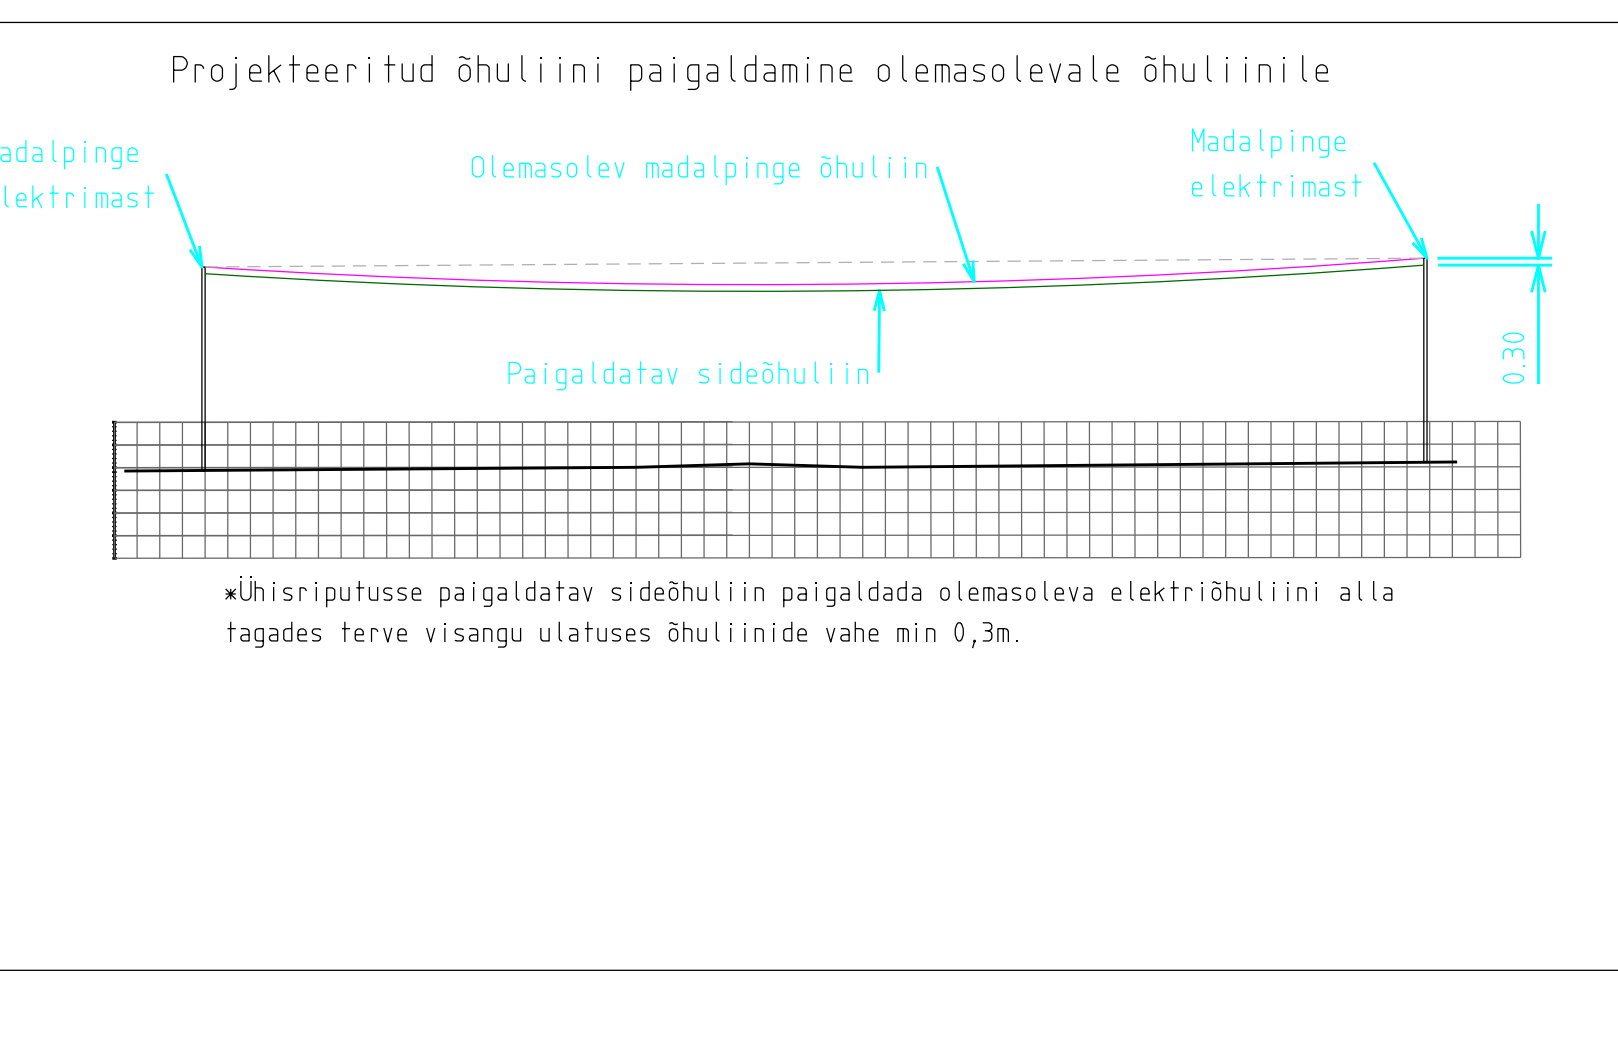 Projekteeritud õhuliini paigaldamine olemasolevale õhuliinile
adalpinge
lektrimast
Olemasolev madalpinge õhuliin
Madalpinge
elektrimast
Paigaldatav sideõhuliin
0.30
*Ühisriputusse paigaldatav sideõhuliin paigaldada olemasoleva elektriõhuliini alla
tagades terve visangu ulatuses õhuliinide vahe min 0,3m.